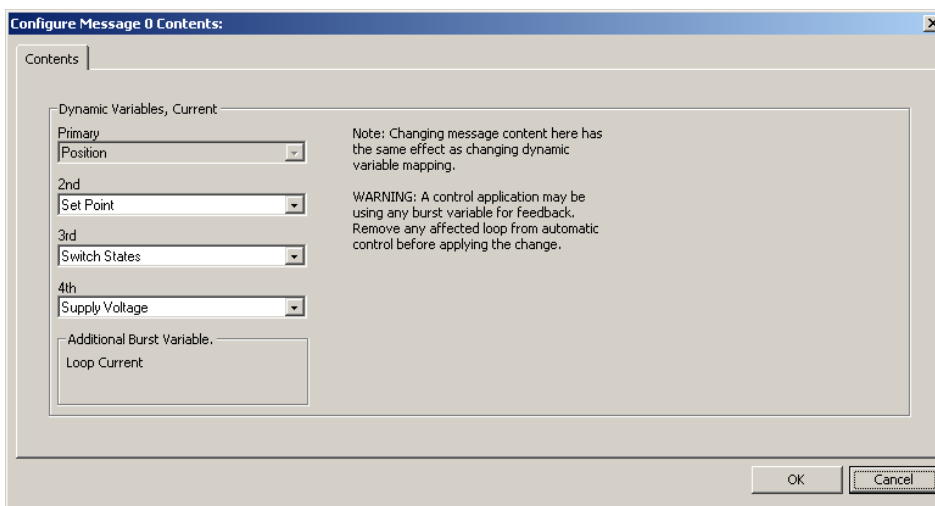 Configure Message 0 Contents:
Contents
Dynamic Variables, Current
Primary
Position
2nd
Set Point
3rd
Switch States
4th
Supply Voltage
Additional Burst Variable.
Loop Current
Note: Changing message content here has
the same effect as changing dynamic
variable mapping.
WARNING: A control application may be
using any burst variable for feedback.
Remove any affected loop from automatic
control before applying the change.
OK
Cancel